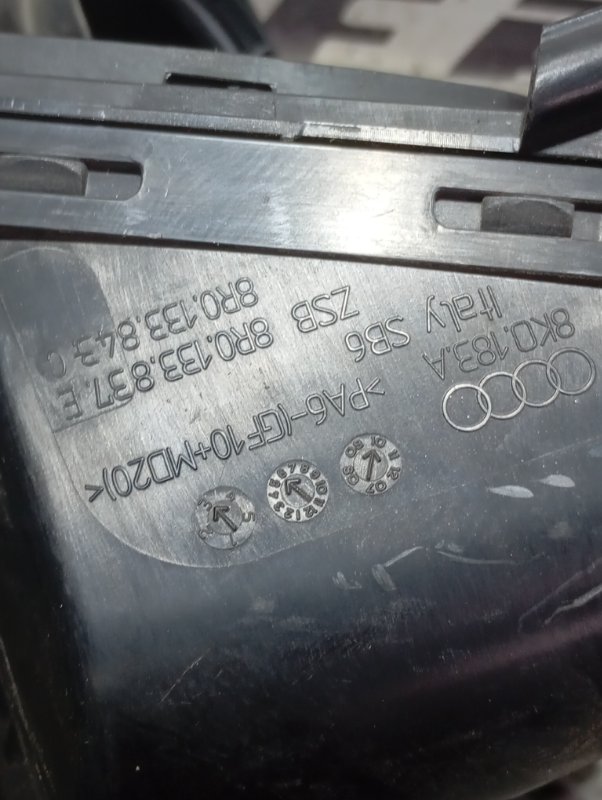 8K0.183.A
Italy SB6
ZSB 8R0.133.837.E
8R0.133.843.
>PA6-(GF10+MD20)<